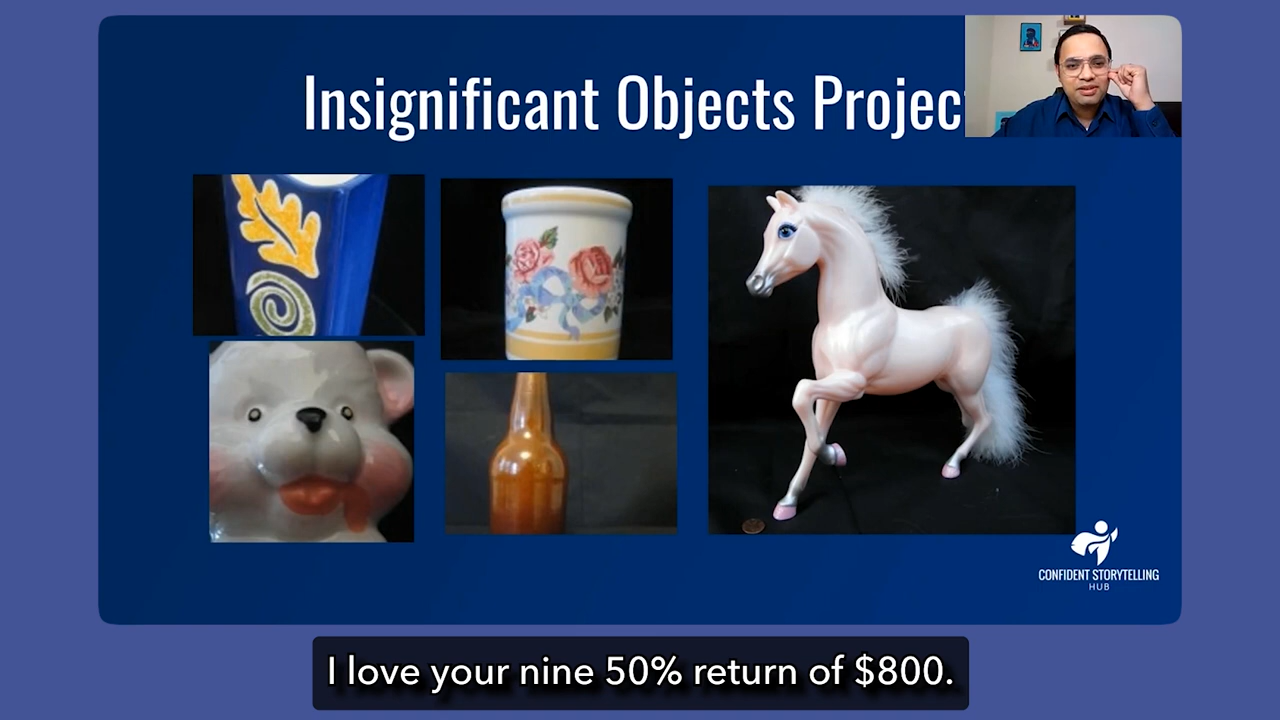 Insignificant Objects Projec
CONFIDENT STORYTELLING
HUB
I love your nine 50% return of $800.